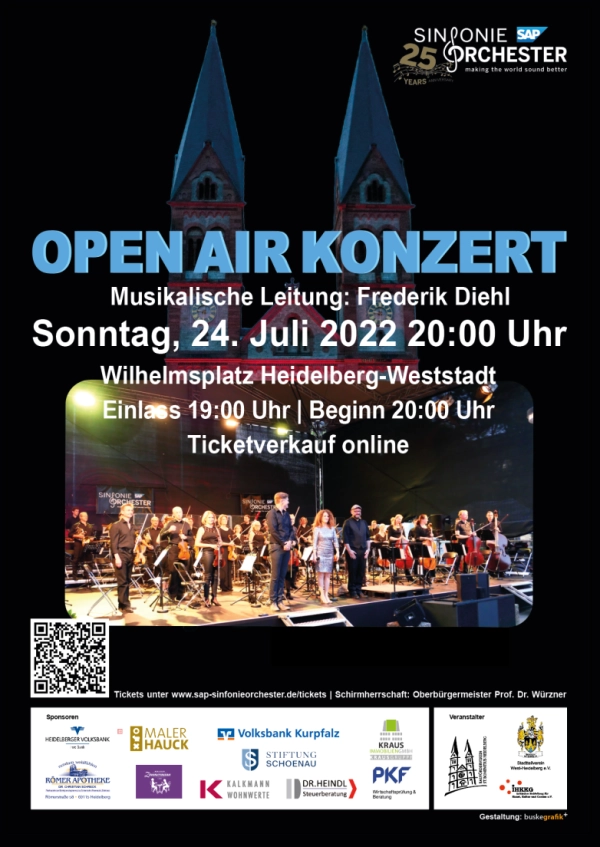 SINFONIE SAP
25 ORCHESTER
YEARS
making the world sound better
OPEN AIR KONZERT
Musikalische Leitung: Frederik Diehl
Sonntag, 24. Juli 2022 20:00 Uhr
Wilhelmsplatz Heidelberg-Weststadt
Einlass 19:00 Uhr | Beginn 20:00 Uhr
Ticketverkauf online
SINFONIE SAP
ORCHESTER
Tickets unter www.sap-sinfonieorchester.de/tickets | Schirmherrschaft: Oberbürgermeister Prof. Dr. Würzner
Sponsoren
HEIDELBERGER VOLKSBANK
MALER
HAUCK
Volksbank Kurpfalz
KRAUS
STIFTUNG
SCHOENAU
RÖMER APOTHEKE
KALKMANN
WOHNWERTE
DR.HEINDL
Steuerberatung
PKF
Wirtschaftsprüfung &
Beratung
Veranstalter
Stadtteilverein
West-Heidelberg e.V.
Gestaltung: buskegrafik+